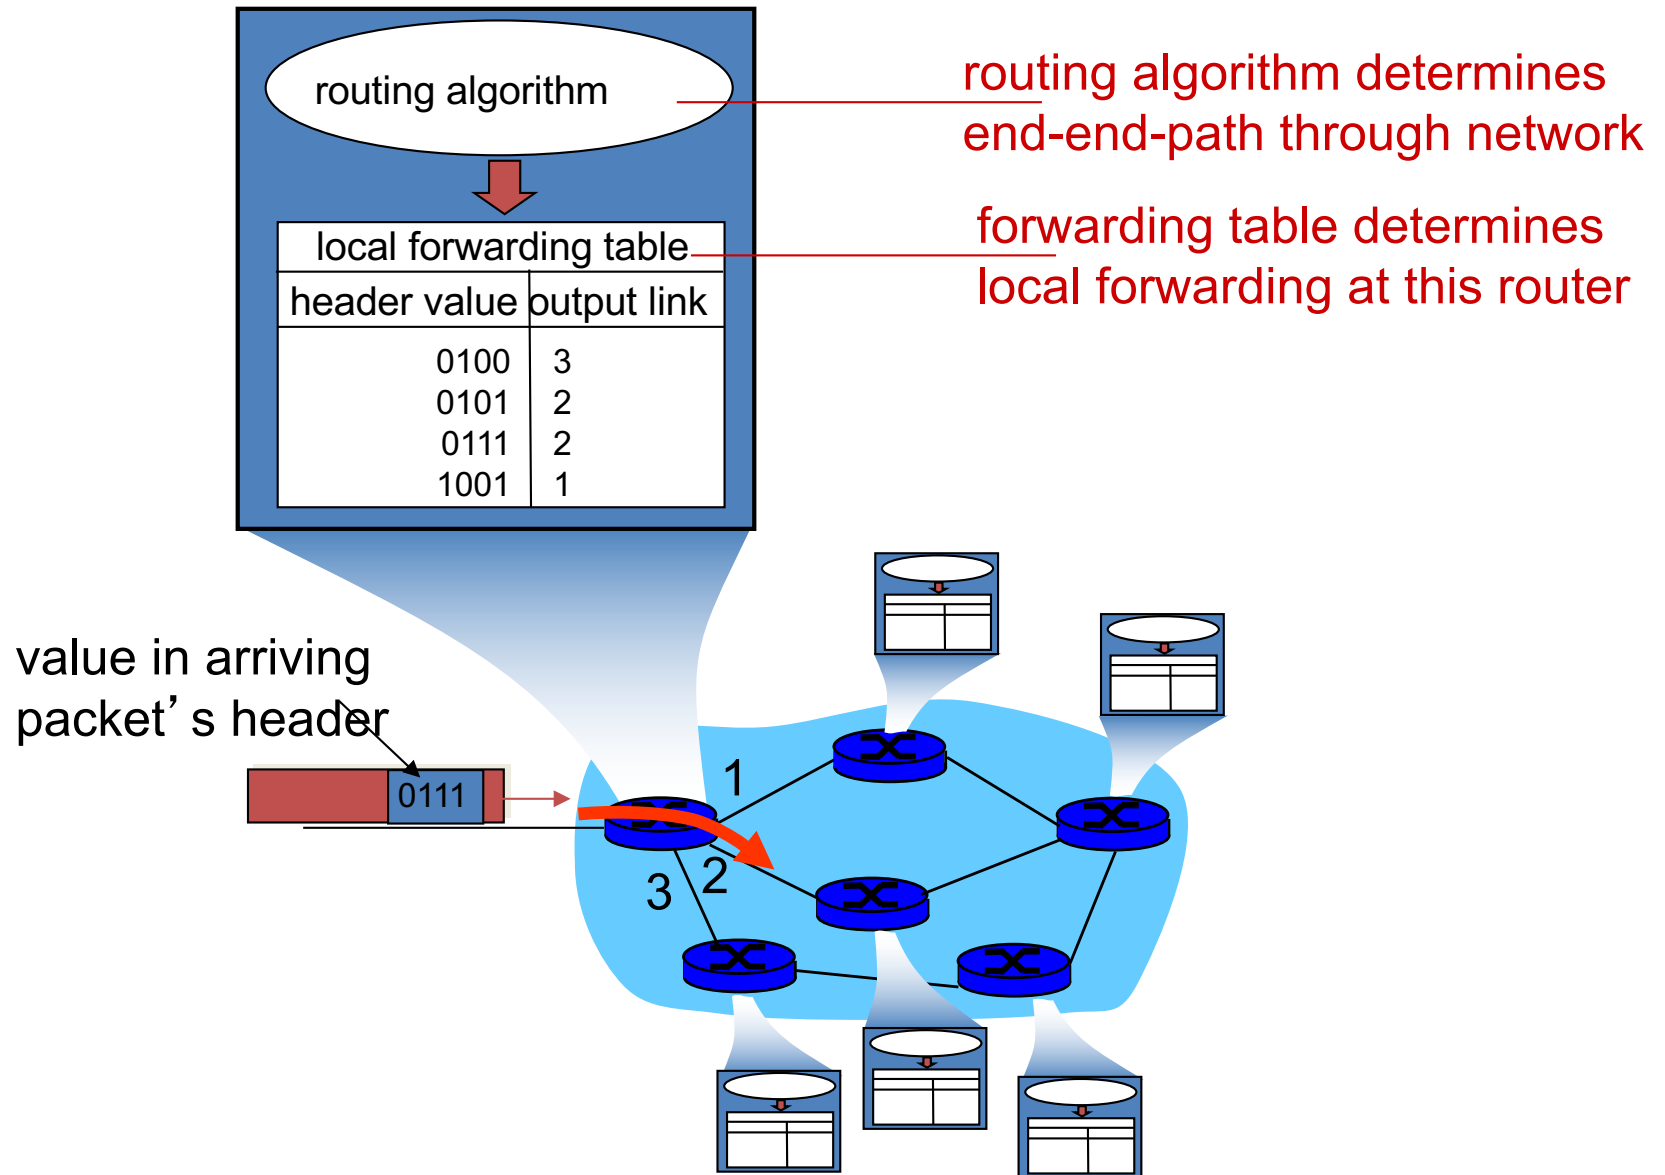 routing algorithm
routing algorithm determines
end-end-path through network
local forwarding table
forwarding table determines
local forwarding at this router
header value output link
0100 3
0101 2
0111 2
1001 1
value in arriving
packet’ s header
0111
1
2
3